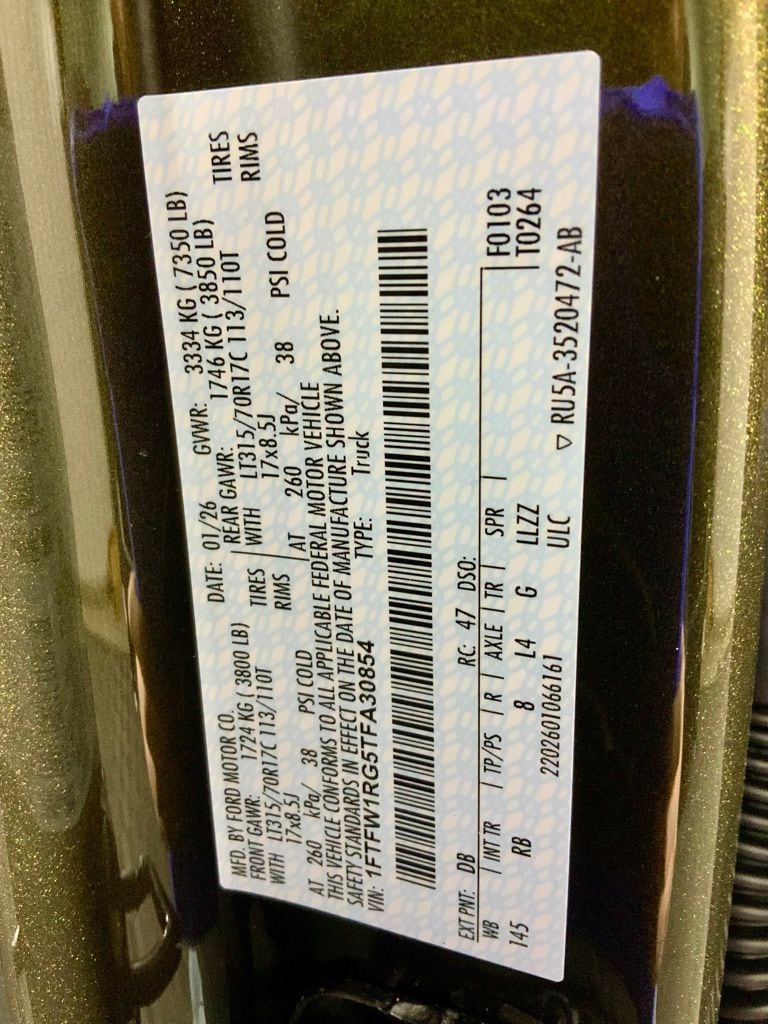 MFD. BY FORD MOTOR CO. DATE: 01/26 GVWR: 3334 KG ( 7350 LB)
FRONT GAWR: 1724 KG ( 3800 LB) REAR GAWR: 1746 KG ( 3850 LB)
WITH LT315/70R17C 113/110T TIRES WITH LT315/70R17C 113/110T TIRES
17x8.5J RIMS 17x8.5J RIMS
AT 260 kPa/ 38 PSI COLD AT 260 kPa/ 38 PSI COLD
THIS VEHICLE CONFORMS TO ALL APPLICABLE FEDERAL MOTOR VEHICLE
SAFETY STANDARDS IN EFFECT ON THE DATE OF MANUFACTURE SHOWN ABOVE.
VIN: 1FTFW1RG5TFA30854 TYPE: Truck
EXT PNT: DB RC: 47 DSO:
WB | INT TR | TP/PS | R | AXLE | TR | SPR | F0103
145 RB 8 L4 G LLZZ T0264
2202601066161 ULC ▽ RU5A-3520472-AB